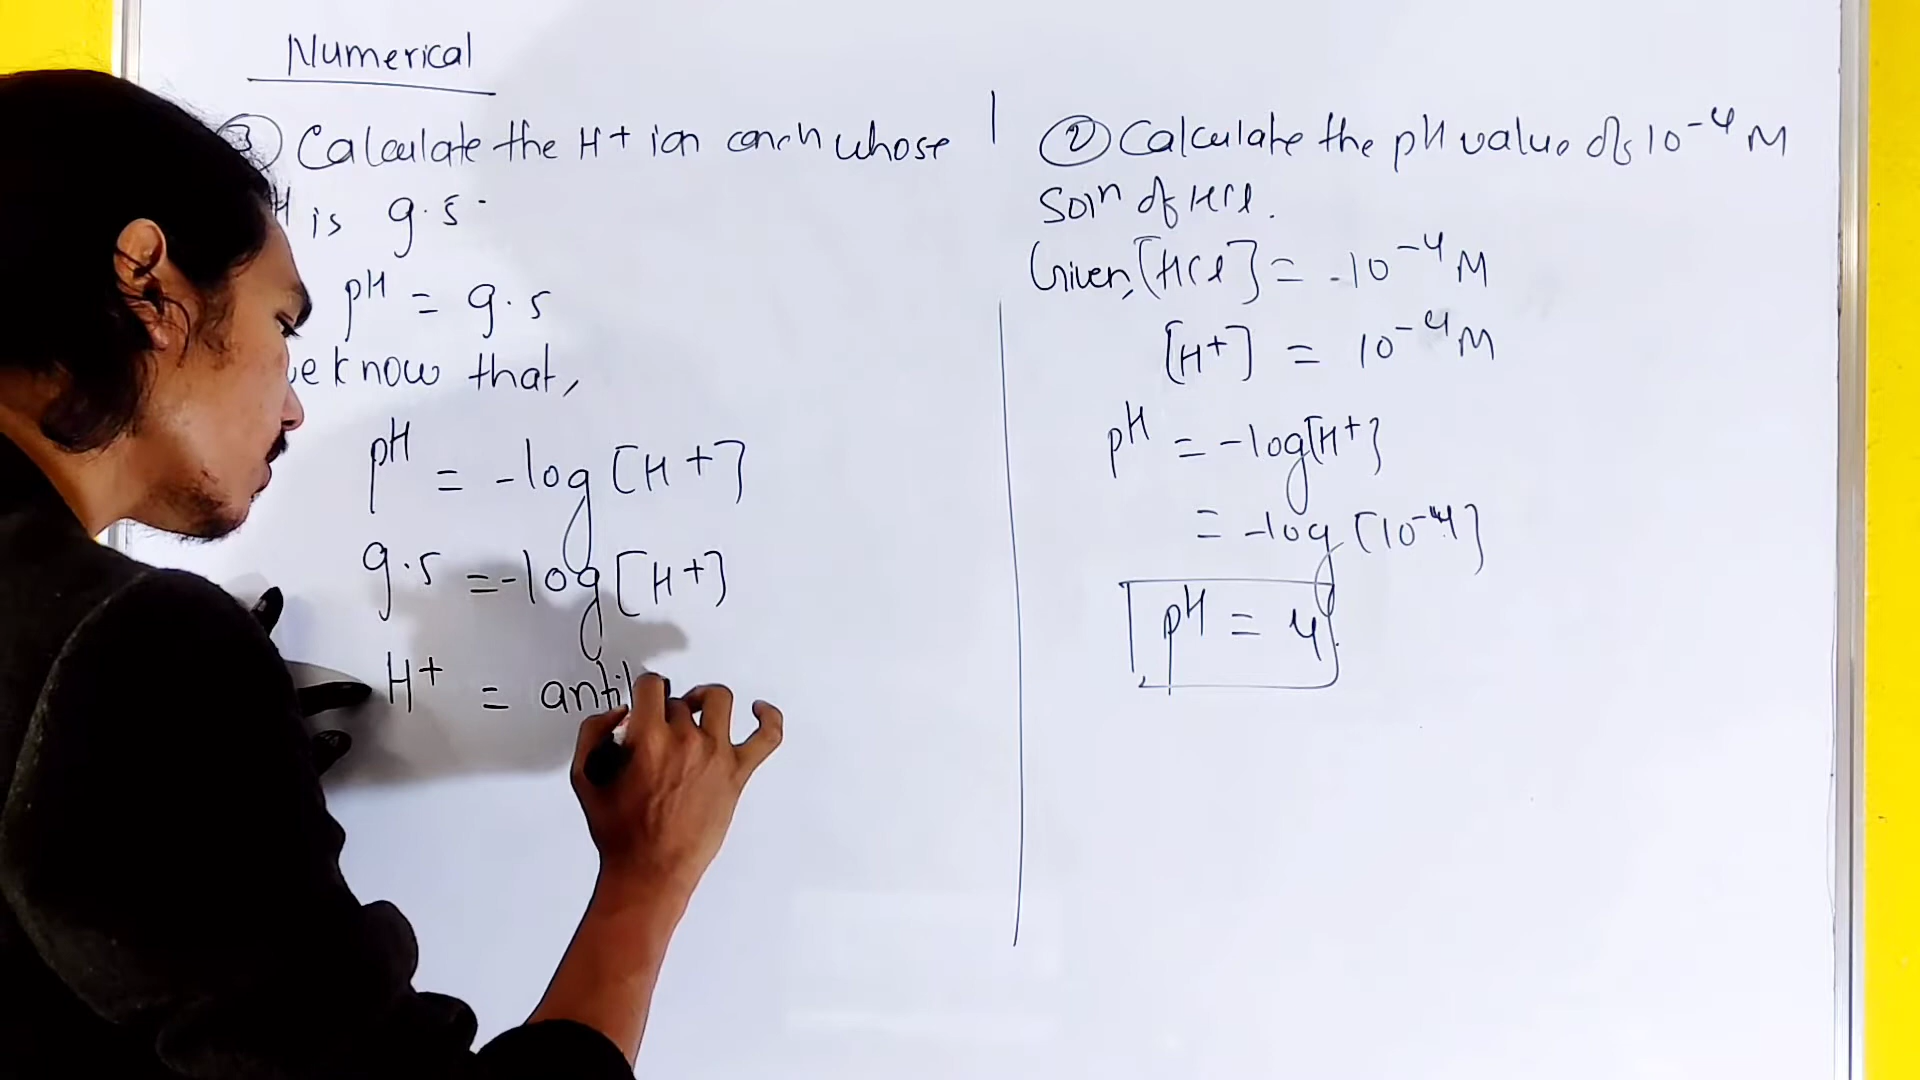 Numerical
③ Calculate the H+ ion concn whose
H is 9.5.
pH = 9.5
we know that,
pH = -log[H+]
9.5 = -log[H+]
H+ = antil
② Calculate the pH value of 10-4 M
Soln of HCl.
Given, [HCl] = 10-4 M
[H+] = 10-4 M
pH = -log[H+]
= -log[10-4]
pH = 4